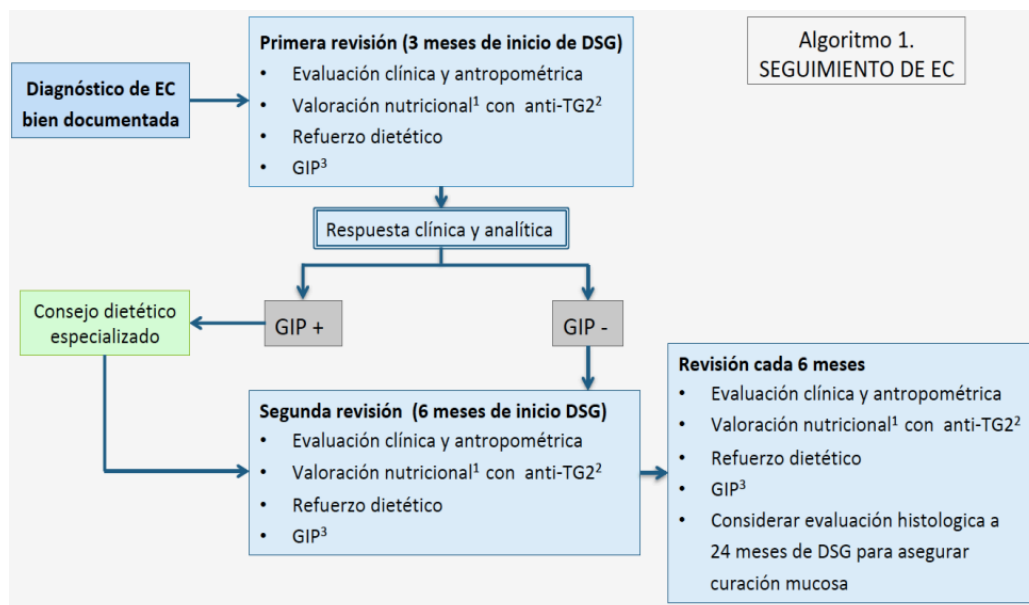 Algoritmo 1.
SEGUIMIENTO DE EC
Diagnóstico de EC
bien documentada
Primera revisión (3 meses de inicio de DSG)
• Evaluación clínica y antropométrica
• Valoración nutricional¹ con anti-TG2²
• Refuerzo dietético
• GIP³
Respuesta clínica y analítica
GIP +
GIP -
Consejo dietético
especializado
Segunda revisión (6 meses de inicio DSG)
• Evaluación clínica y antropométrica
• Valoración nutricional¹ con anti-TG2²
• Refuerzo dietético
• GIP³
Revisión cada 6 meses
• Evaluación clínica y antropométrica
• Valoración nutricional¹ con anti-TG2²
• Refuerzo dietético
• GIP³
• Considerar evaluación histologica a
24 meses de DSG para asegurar
curación mucosa